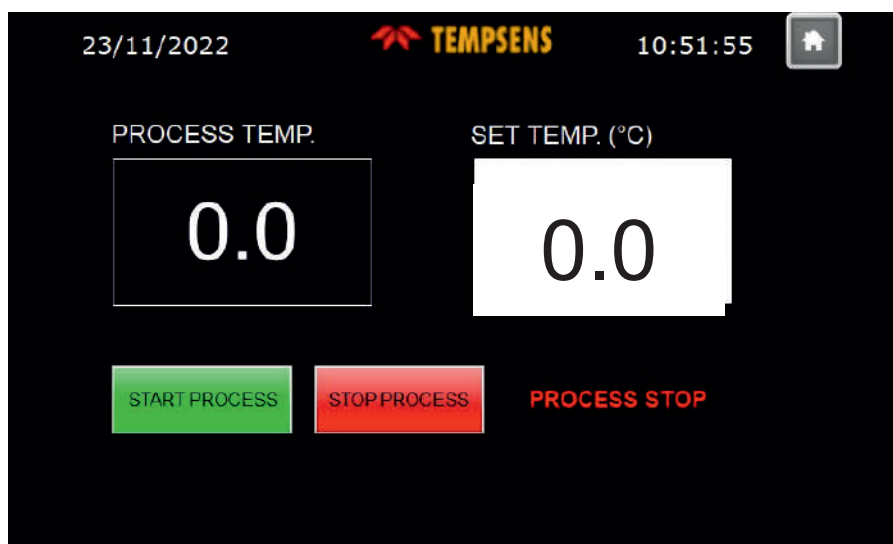 23/11/2022 TEMPSENS 10:51:55
PROCESS TEMP. SET TEMP. (°C)
0.0 0.0
START PROCESS STOP PROCESS PROCESS STOP